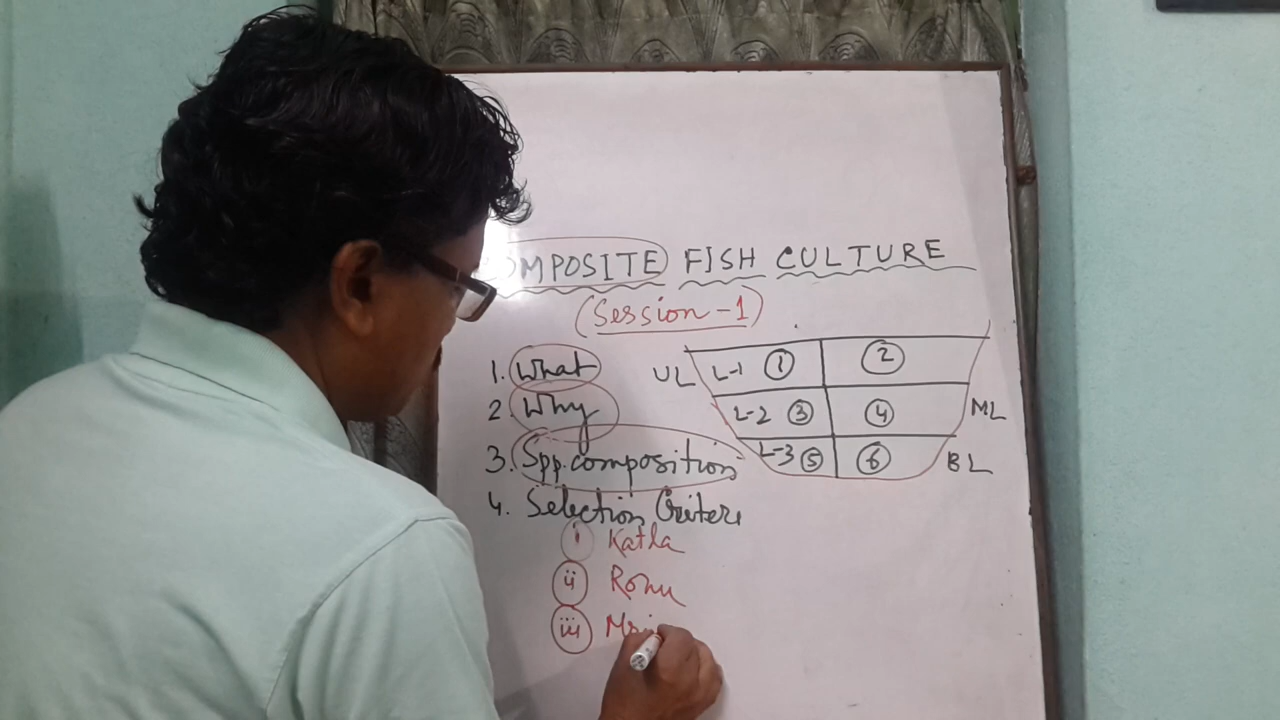 OMPOSITE FISH CULTURE
(Session-1)
1. What
2. Why
3. Spp. composition
4. Selection Critere
i Katla
ii Rohu
iii Mri
UL L-1 1 2
L-2 3 4 ML
L-3 5 6 BL